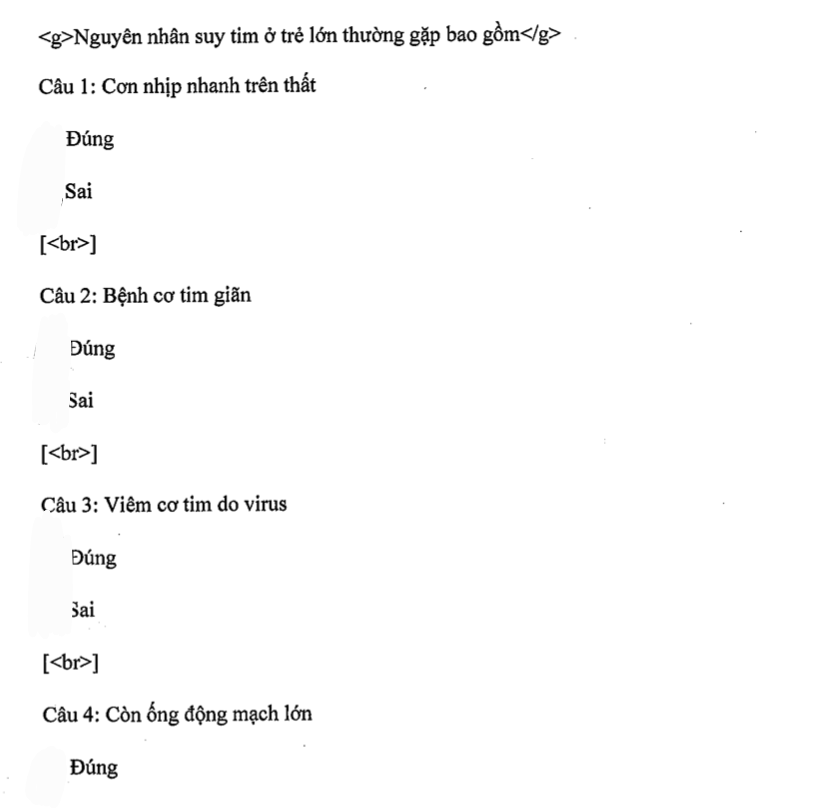 <g>Nguyên nhân suy tim ở trẻ lớn thường gặp bao gồm</g>
Câu 1: Cơn nhịp nhanh trên thất
Đúng
Sai
[<br>]
Câu 2: Bệnh cơ tim giãn
Đúng
Sai
[<br>]
Câu 3: Viêm cơ tim do virus
Đúng
Sai
[<br>]
Câu 4: Còn ống động mạch lớn
Đúng